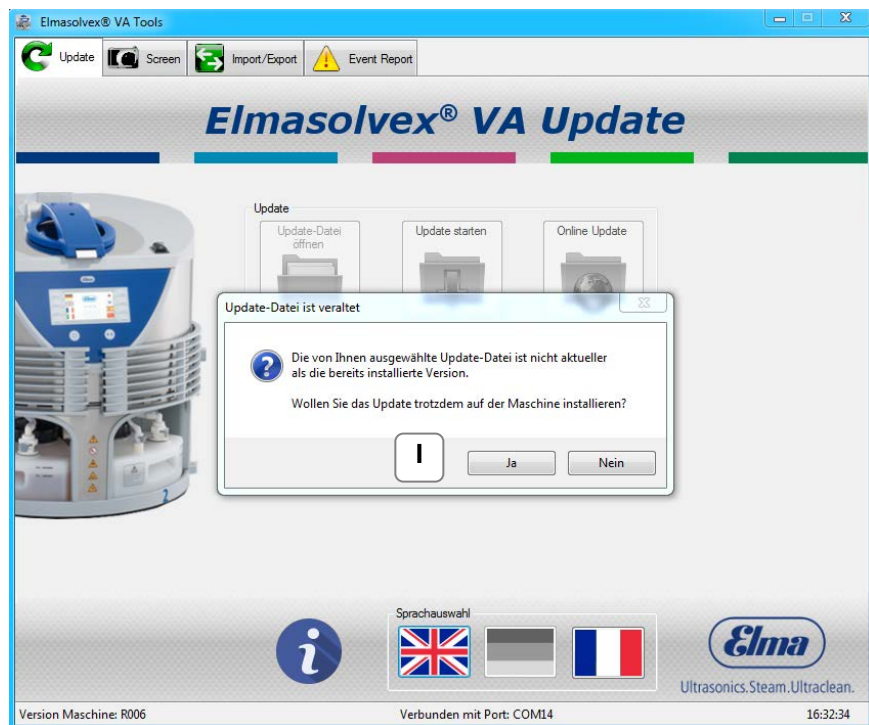 Elmasolvex® VA Tools
Update
Screen
Import/Export
Event Report
Elmasolvex® VA Update
Update
Update-Datei
öffnen
Update starten
Online Update
Update-Datei ist veraltet
Die von Ihnen ausgewählte Update-Datei ist nicht aktueller
als die bereits installierte Version.
Wollen Sie das Update trotzdem auf der Maschine installieren?
I
Ja
Nein
2
Sprachauswahl
i
Elma
Ultrasonics.Steam.Ultraclean.
Version Maschine: R006
Verbunden mit Port: COM14
16:32:34